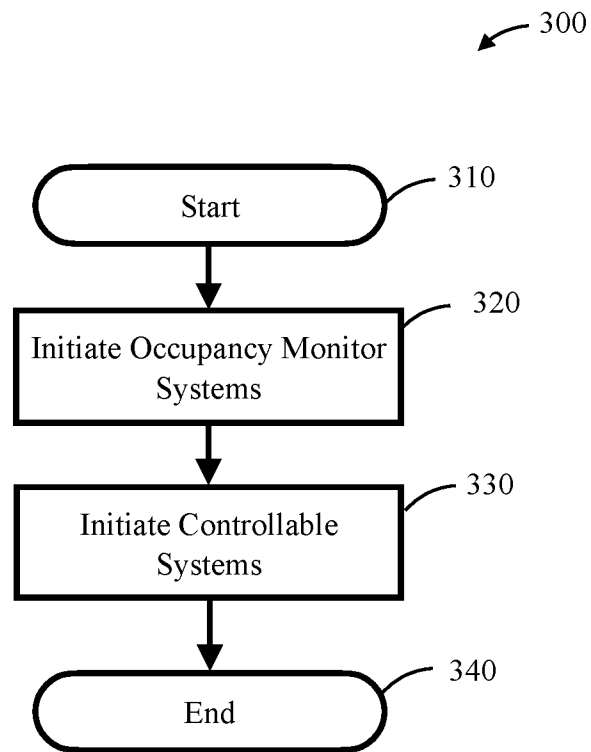 300
310
Start
320
Initiate Occupancy Monitor
Systems
330
Initiate Controllable
Systems
340
End